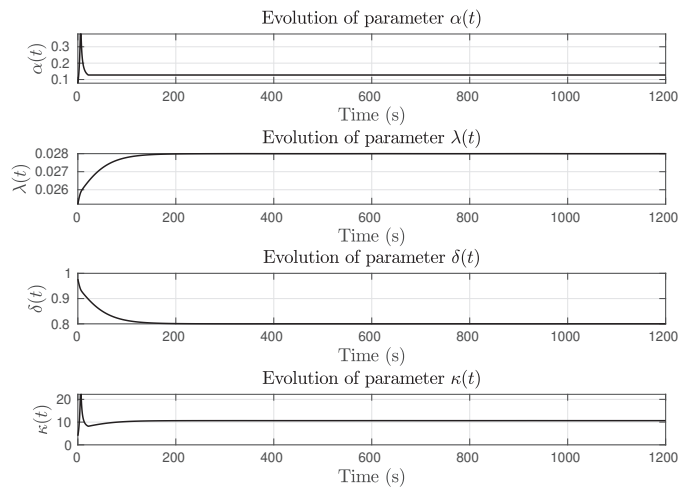 Evolution of parameter α(t)
α(t)
0.3
0.2
0.1
0 200 400 600 800 1000 1200
Time (s)
Evolution of parameter λ(t)
λ(t)
0.028
0.027
0.026
0 200 400 600 800 1000 1200
Time (s)
Evolution of parameter δ(t)
δ(t)
1
0.9
0.8
0 200 400 600 800 1000 1200
Time (s)
Evolution of parameter κ(t)
κ(t)
20
10
0
0 200 400 600 800 1000 1200
Time (s)